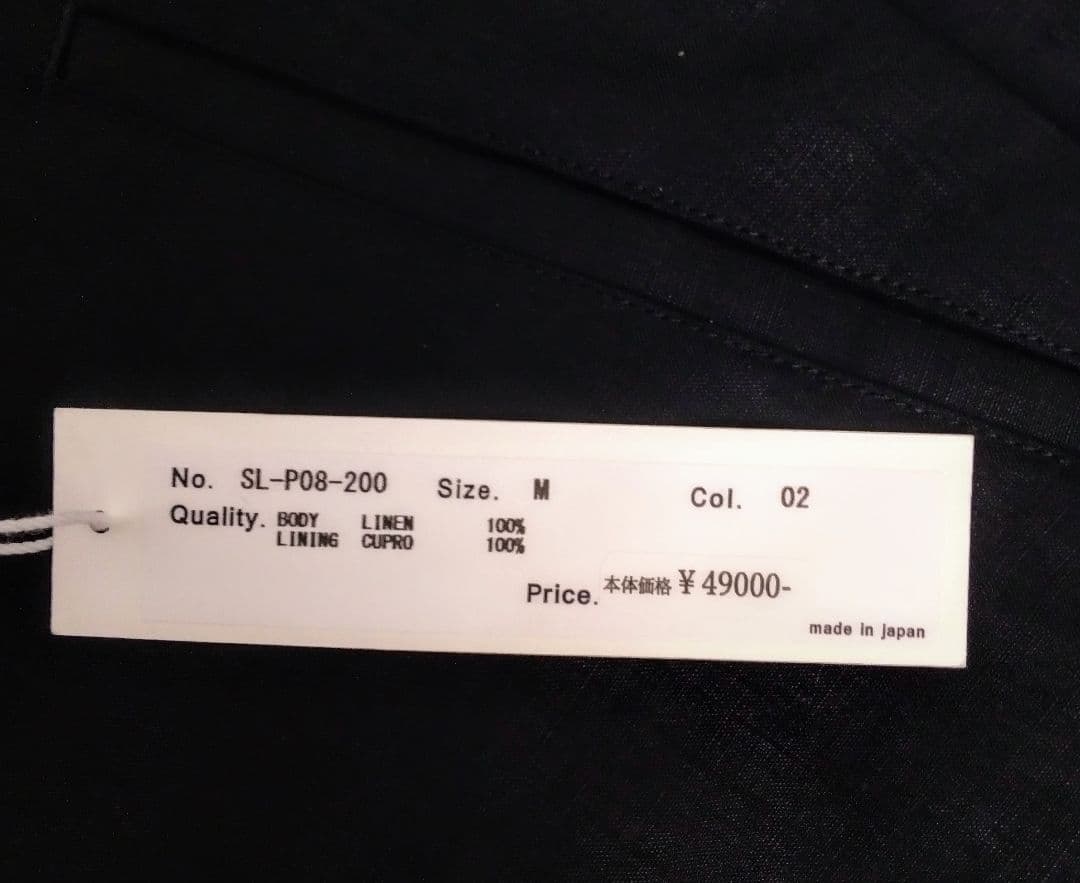 No. SL-P08-200 Size. M Col. 02
Quality. BODY LINEN 100%
LINING CUPRO 100%
Price. 本体価格 ¥ 49000-
made in japan